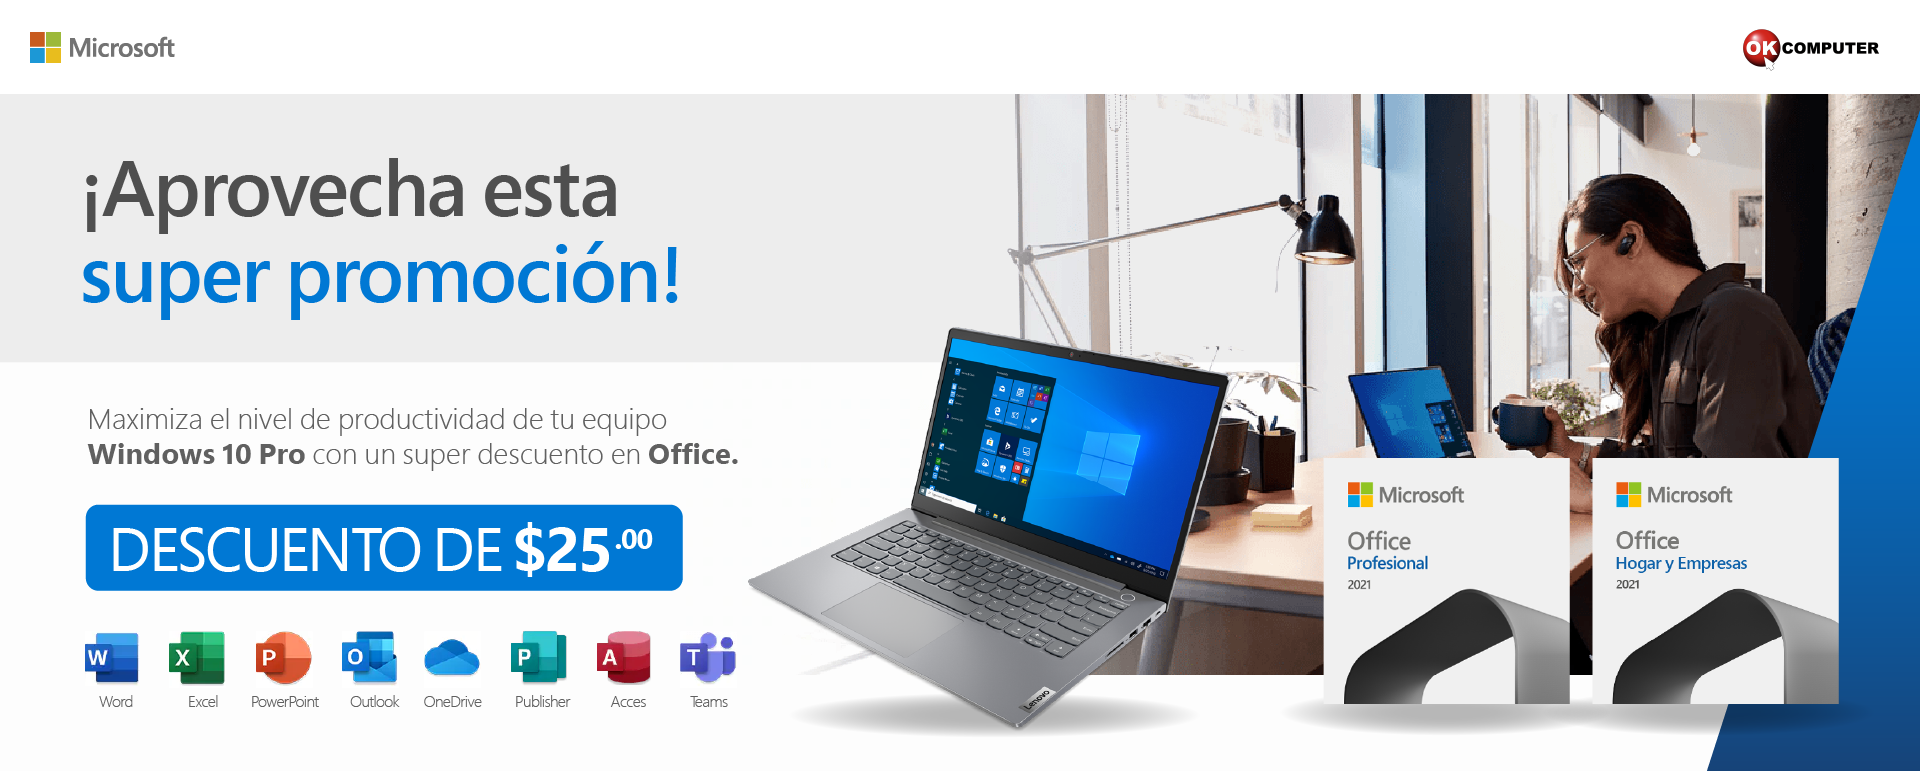 Microsoft
OK COMPUTER
¡Aprovecha esta
super promoción!
Maximiza el nivel de productividad de tu equipo
Windows 10 Pro con un super descuento en Office.
DESCUENTO DE $25.00
W
X
P
O
P
A
T
Word
Excel
PowerPoint
Outlook
OneDrive
Publisher
Acces
Teams
Lenovo
Microsoft
Office
Profesional
2021
Microsoft
Office
Hogar y Empresas
2021